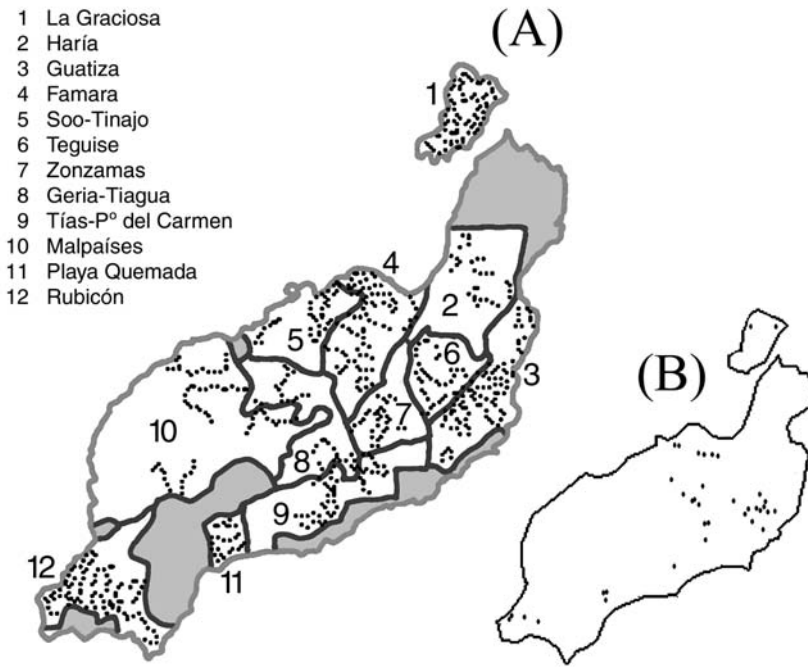 1 La Graciosa
2 Haría
3 Guatiza
4 Famara
5 Soo-Tinajo
6 Teguise
7 Zonzamas
8 Geria-Tiagua
9 Tías-Pº del Carmen
10 Malpaíses
11 Playa Quemada
12 Rubicón
(A)
1
4
2
5
6
3
7
10
8
9
12
11
(B)